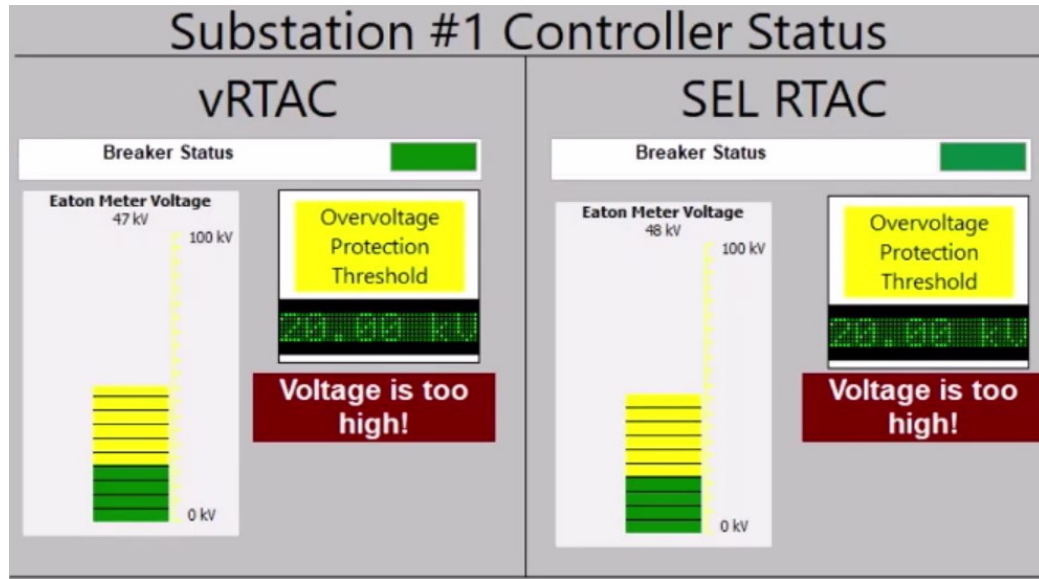 Substation #1 Controller Status
vRTAC
Breaker Status
Eaton Meter Voltage
47 kV
100 kV
0 kV
Overvoltage
Protection
Threshold
20.00 kV
Voltage is too
high!
SEL RTAC
Breaker Status
Eaton Meter Voltage
48 kV
100 kV
0 kV
Overvoltage
Protection
Threshold
20.00 kV
Voltage is too
high!